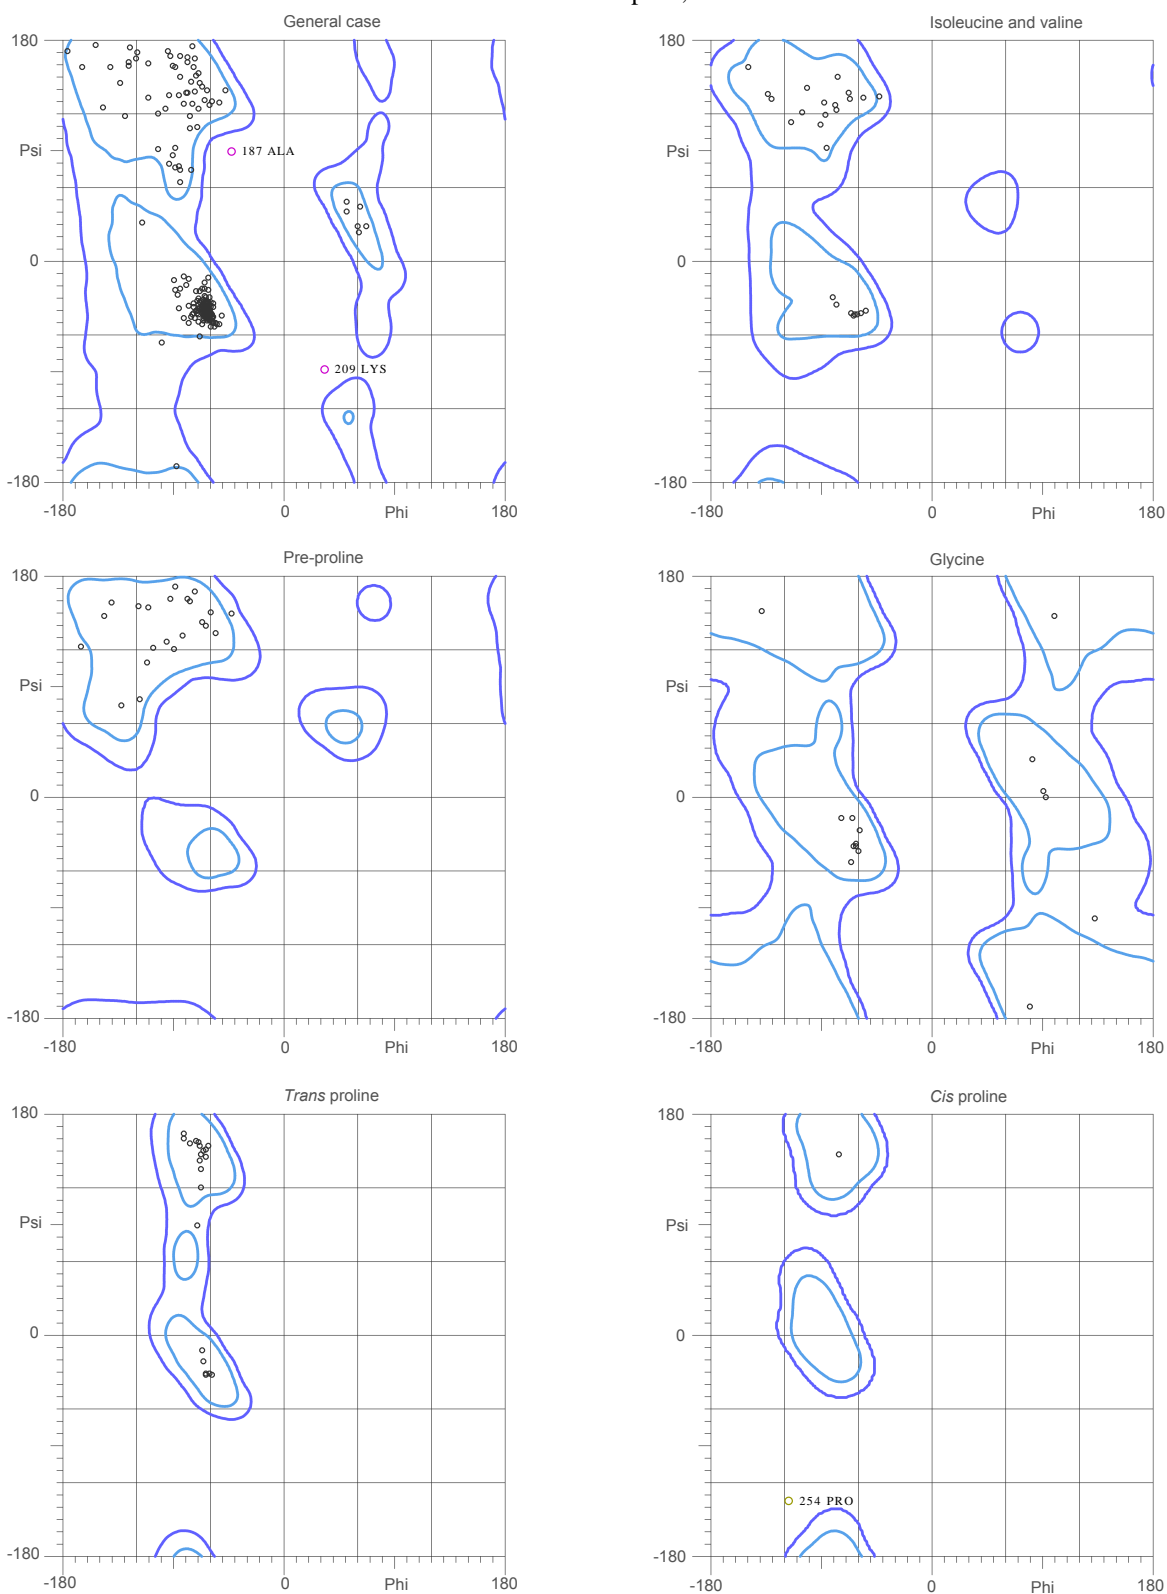 General case
Isoleucine and valine
180
Psi
187 ALA
0
209 LYS
-180
-180
0
Phi
180
180
Psi
0
-180
-180
0
Phi
180
Pre-proline
Glycine
180
Psi
0
-180
-180
0
Phi
180
180
Psi
0
-180
-180
0
Phi
180
Trans proline
Cis proline
180
Psi
0
-180
-180
0
Phi
180
180
Psi
0
254 PRO
-180
-180
0
Phi
180